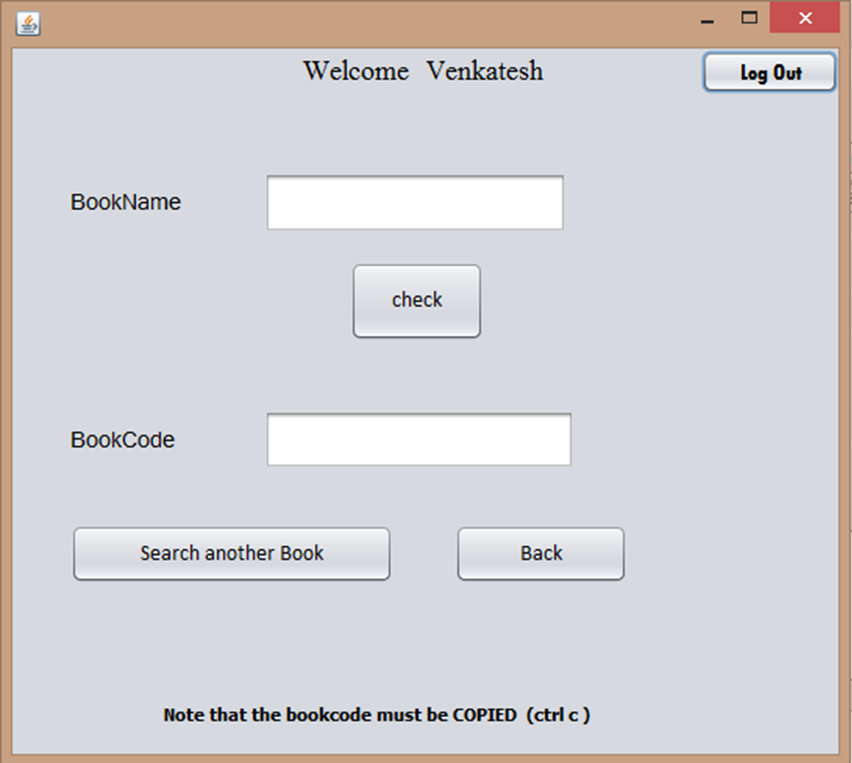 Welcome Venkatesh
Log Out
BookName
check
BookCode
Search another Book
Back
Note that the bookcode must be COPIED (ctrl c )